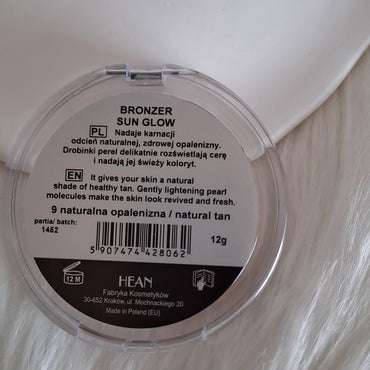 BRONZER
SUN GLOW
PL Nadaje karnacji
odcień naturalnej, zdrowej opalenizny.
Drobinki pereł delikatnie rozświetlają cerę
i nadają jej świeży koloryt.
EN It gives your skin a natural
shade of healthy tan. Gently lightening pearl
molecules make the skin look revived and fresh.
9 naturalna opalenizna / natural tan
partia/ batch:
1452
12g
5 907474 428062
12 M
HEAN
Fabryka Kosmetyków
30-652 Kraków, ul. Mochnackiego 20
Made in Poland (EU)